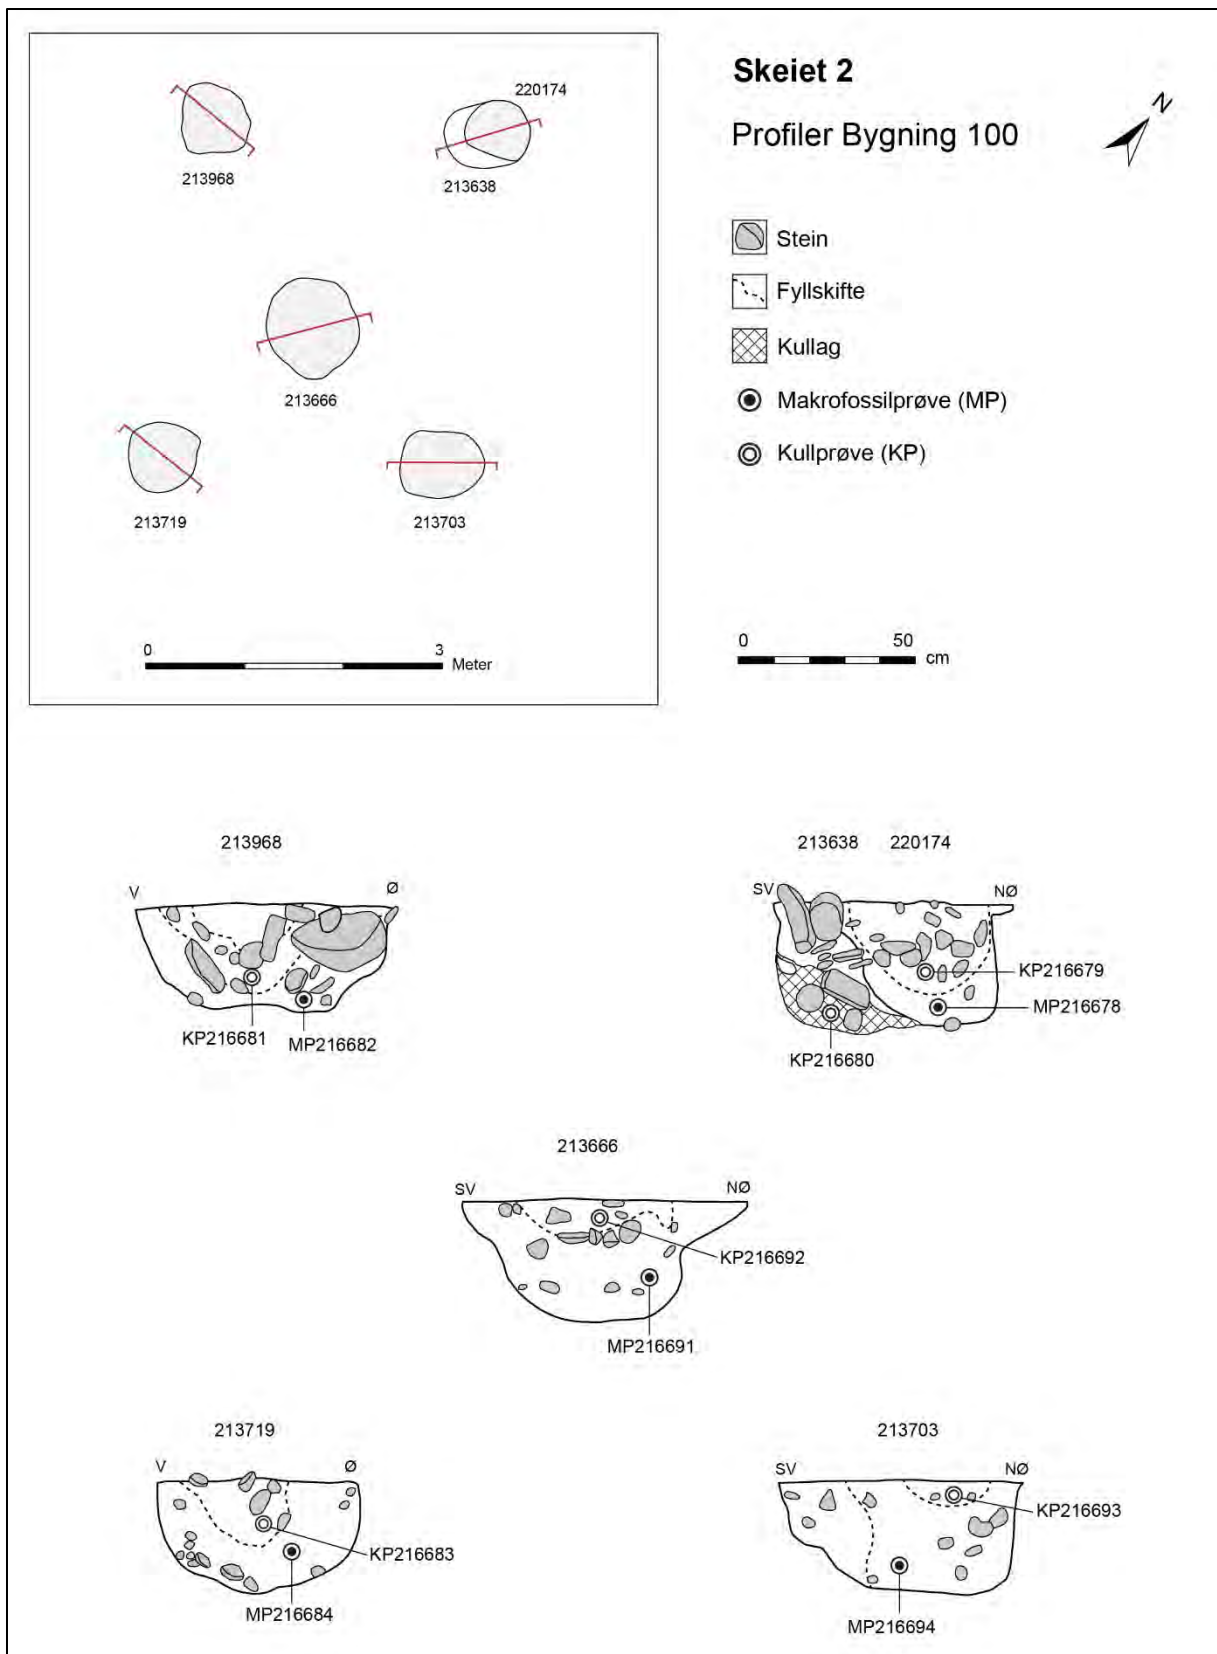 220174
213968
213638
213666
213719
213703
0
3
Meter
Skeiet 2
Profiler Bygning 100
N
Stein
Fyllskifte
Kullag
Makrofossilprøve (MP)
Kullprøve (KP)
0
50
cm
213968
V
Ø
KP216681
MP216682
213638
220174
SV
NØ
KP216679
MP216678
KP216680
213666
SV
NØ
KP216692
MP216691
213719
V
Ø
KP216683
MP216684
213703
SV
NØ
KP216693
MP216694